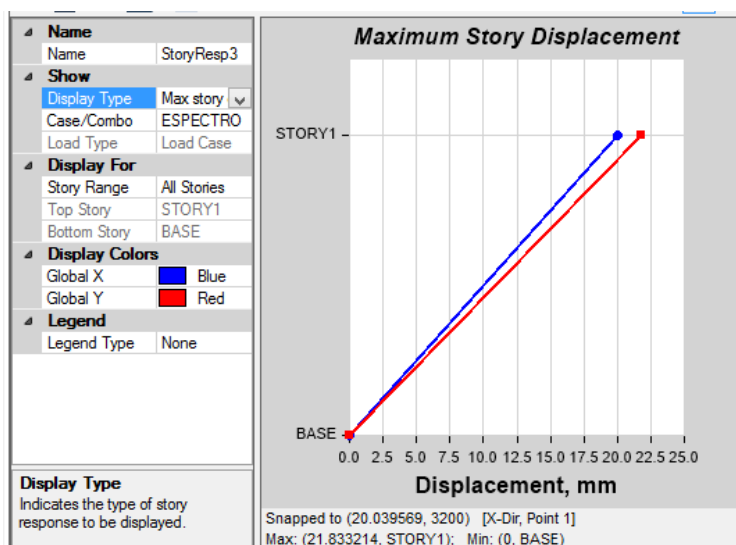 Name
Name StoryResp3
Show
Display Type Max story
Case/Combo ESPECTRO
Load Type Load Case
Display For
Story Range All Stories
Top Story STORY1
Bottom Story BASE
Display Colors
Global X Blue
Global Y Red
Legend
Legend Type None
Display Type
Indicates the type of story
response to be displayed.
Maximum Story Displacement
STORY1
BASE
0.0 2.5 5.0 7.5 10.0 12.5 15.0 17.5 20.0 22.5 25.0
Displacement, mm
Snapped to (20.039569, 3200) [X-Dir, Point 1]
Max: (21.833214, STORY1); Min: (0, BASE)